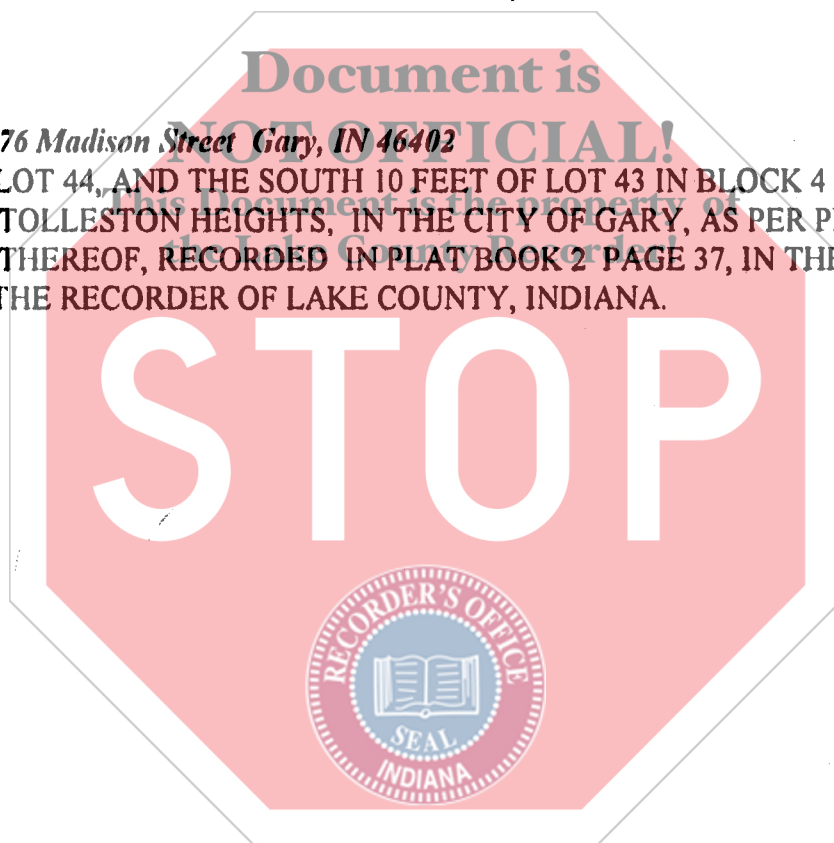 Document is
NOT OFFICIAL!
This Document is the property of
the Lake County Recorder!
76 Madison Street Gary, IN 46402
LOT 44, AND THE SOUTH 10 FEET OF LOT 43 IN BLOCK 4
TOLLESTON HEIGHTS, IN THE CITY OF GARY, AS PER
THEREOF, RECORDED IN PLAT BOOK 2 PAGE 37, IN THE
THE RECORDER OF LAKE COUNTY, INDIANA.
STOP
RECORDER'S OFFICE
SEAL
INDIANA